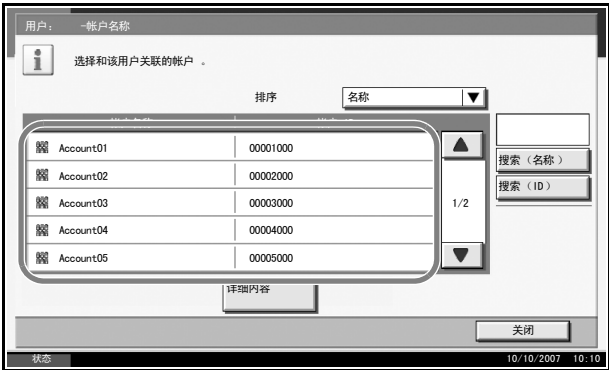 用户： -帐户名称
选择和该用户关联的帐户 。
排序 名称
Account01 00001000
Account02 00002000
Account03 00003000
Account04 00004000
Account05 00005000
1/2
搜索（名称 ）
搜索（ID）
详细内容
关闭
状态 10/10/2007 10:10